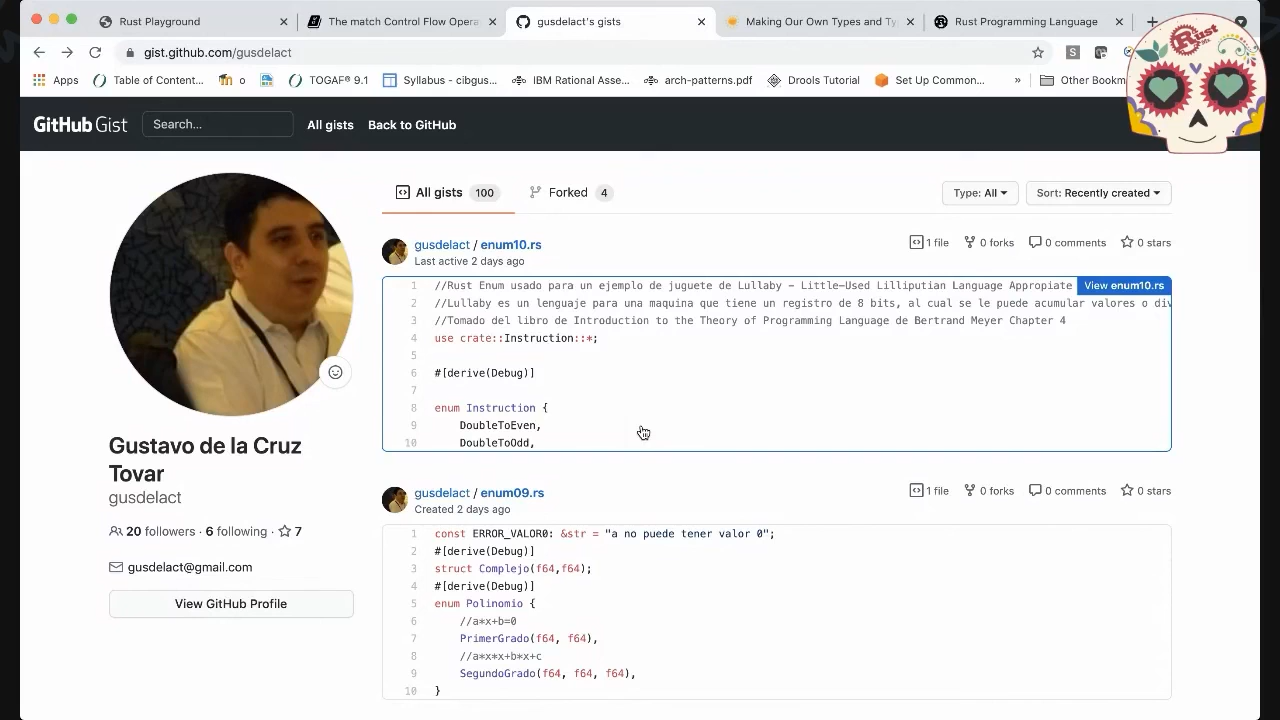 Rust Playground
The match Control Flow Opera
gusdelact's gists
Making Our Own Types and Ty
Rust Programming Language
gist.github.com/gusdelact
S
Rust
Apps
Table of Content...
o
TOGAF® 9.1
Syllabus - cibgus...
IBM Rational Asse...
arch-patterns.pdf
Drools Tutorial
Set Up Common...
»
Other Bookm
GitHub Gist
Search...
All gists
Back to GitHub
All gists 100
Forked 4
Type: All
Sort: Recently created
gusdelact / enum10.rs
Last active 2 days ago
1 file
0 forks
0 comments
0 stars
View enum10.rs
1 //Rust Enum usado para un ejemplo de juguete de Lullaby - Little-Used Lilliputian Language Appropiate
2 //Lullaby es un lenguaje para una maquina que tiene un registro de 8 bits, al cual se le puede acumular valores o div
3 //Tomado del libro de Introduction to the Theory of Programming Language de Bertrand Meyer Chapter 4
4 use crate::Instruction::*;
5
6 #[derive(Debug)]
7
8 enum Instruction {
9 DoubleToEven,
10 DoubleToOdd,
Gustavo de la Cruz
Tovar
gusdelact
20 followers · 6 following · 7
gusdelact@gmail.com
View GitHub Profile
gusdelact / enum09.rs
Created 2 days ago
1 file
0 forks
0 comments
0 stars
1 const ERROR_VALOR0: &str = "a no puede tener valor 0";
2 #[derive(Debug)]
3 struct Complejo(f64,f64);
4 #[derive(Debug)]
5 enum Polinomio {
6 //a*x+b=0
7 PrimerGrado(f64, f64),
8 //a*x*x+b*x+c
9 SegundoGrado(f64, f64, f64),
10 }